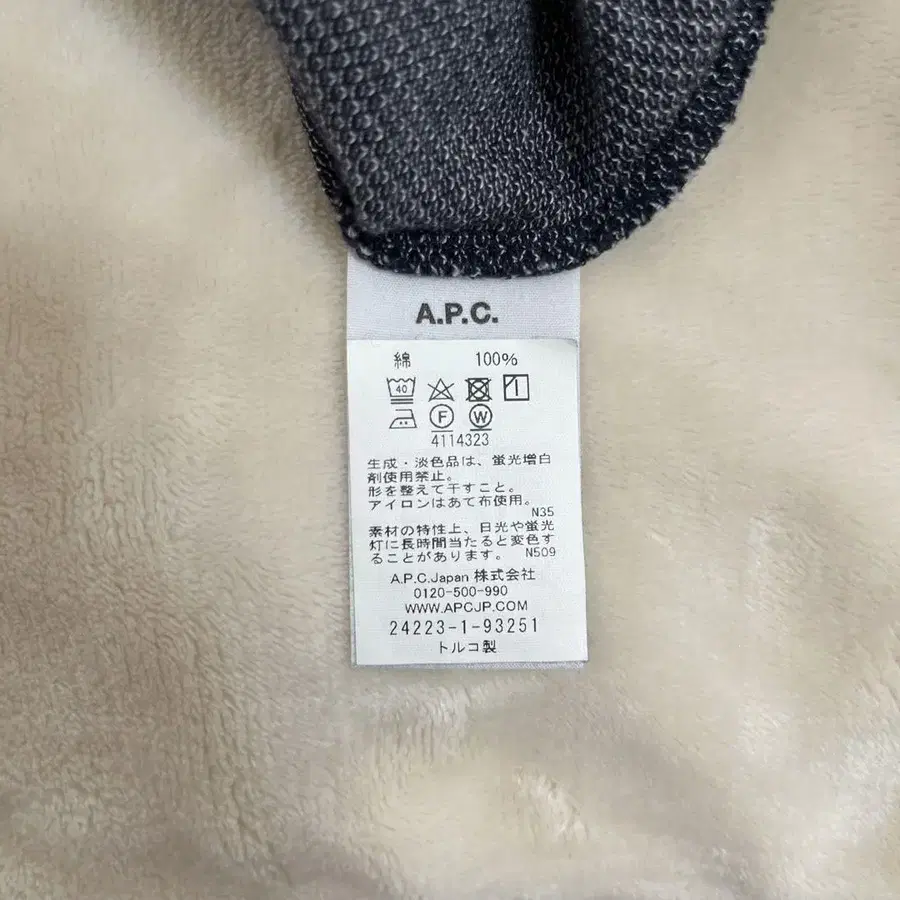 A.P.C.
綿 100%
40
F W
4114323
生成・淡色品は、蛍光増白
剤使用禁止。
形を整えて干すこと。
アイロンはあて布使用。
N35
素材の特性上、日光や蛍光
灯に長時間当たると変色す
ることがあります。 N509
A.P.C.Japan 株式会社
0120-500-990
WWW.APCJP.COM
24223-1-93251
トルコ製